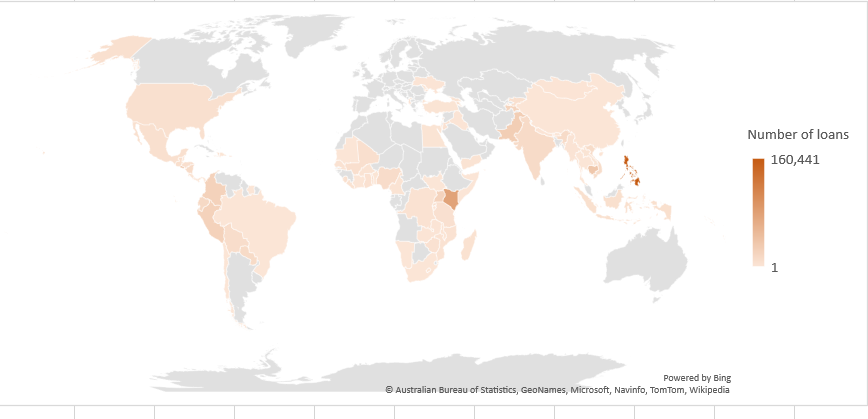 Number of loans
160,441
1
Powered by Bing
© Australian Bureau of Statistics, GeoNames, Microsoft, Navinfo, TomTom, Wikipedia